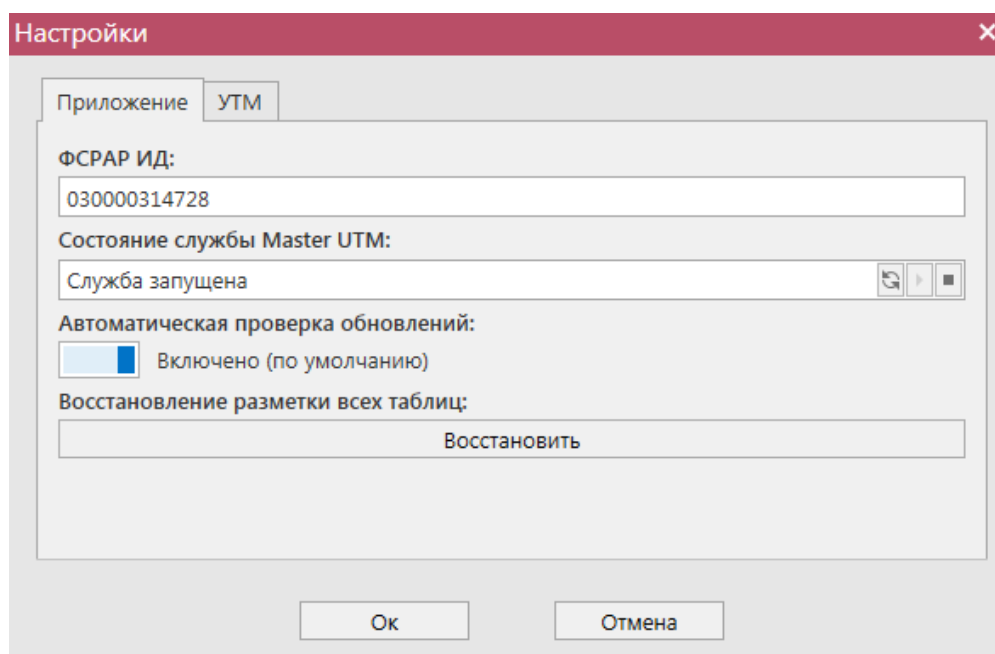 Настройки
Приложение УТМ
ФСРАР ИД:
030000314728
Состояние службы Master UTM:
Служба запущена
Автоматическая проверка обновлений:
Включено (по умолчанию)
Восстановление разметки всех таблиц:
Восстановить
Ок Отмена